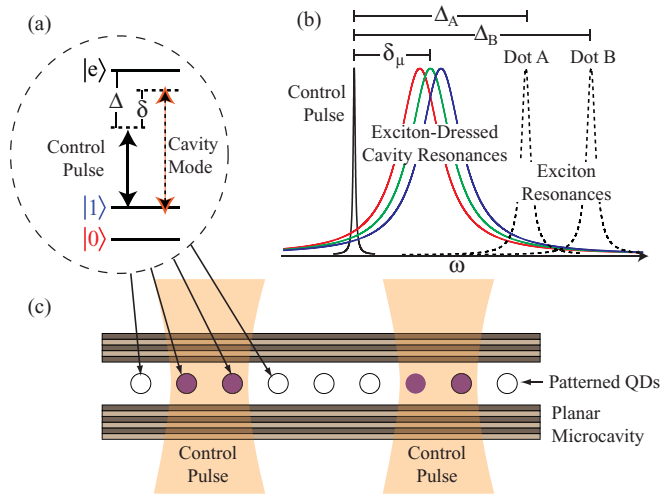 (a)
|e⟩
Δ
δ
Control
Pulse
Cavity
Mode
|1⟩
|0⟩
(b)
Δ_A
Δ_B
δ_μ
Dot A
Dot B
Control
Pulse
Exciton-Dressed
Cavity Resonances
Exciton
Resonances
ω
(c)
Patterned QDs
Planar
Microcavity
Control
Pulse
Control
Pulse